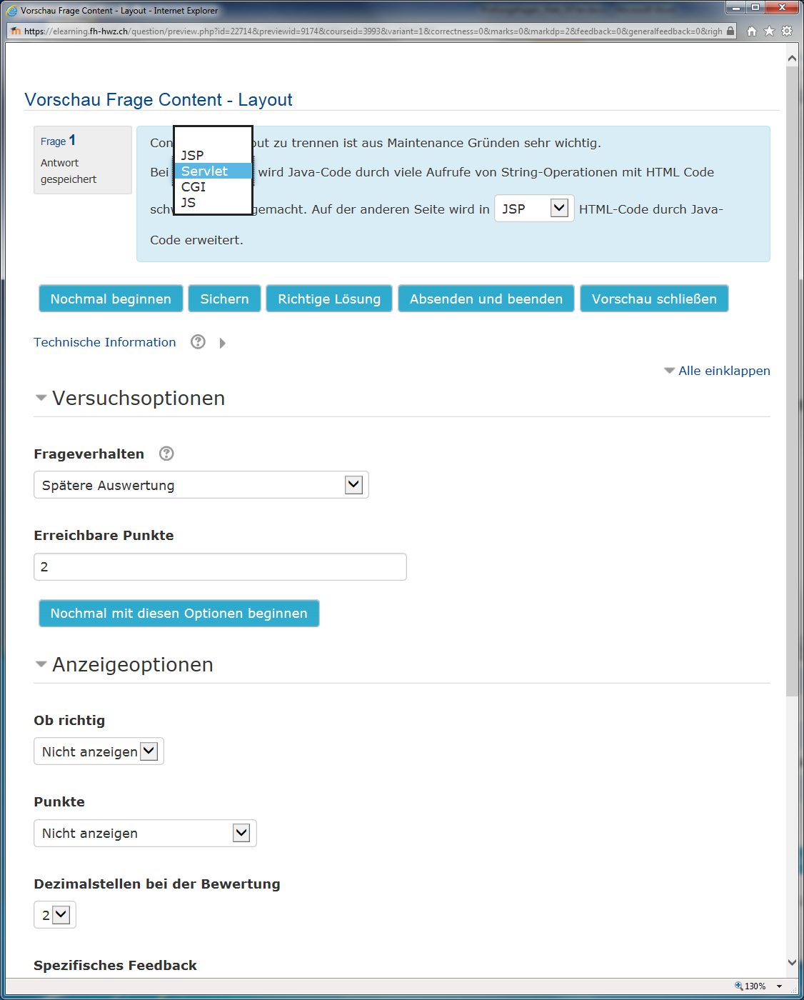 Vorschau Frage Content - Layout - Internet Explorer
https://elearning.fh-hwz.ch/question/preview.php?id=22714&previewid=9174&courseid=3993&variant=1&correctness=0&marks=0&markdp=2&feedback=0&generalfeedback=0&righ
Vorschau Frage Content - Layout
Frage 1
Antwort
gespeichert
Con out zu trennen ist aus Maintenance Gründen sehr wichtig.
JSP
Servlet
CGI
JS
Bei wird Java-Code durch viele Aufrufe von String-Operationen mit HTML Code
gemacht. Auf der anderen Seite wird in JSP HTML-Code durch Java-
Code erweitert.
Nochmal beginnen Sichern Richtige Lösung Absenden und beenden Vorschau schließen
Technische Information
Alle einklappen
Versuchsoptionen
Frageverhalten
Spätere Auswertung
Erreichbare Punkte
2
Nochmal mit diesen Optionen beginnen
Anzeigeoptionen
Ob richtig
Nicht anzeigen
Punkte
Nicht anzeigen
Dezimalstellen bei der Bewertung
2
Spezifisches Feedback
130%